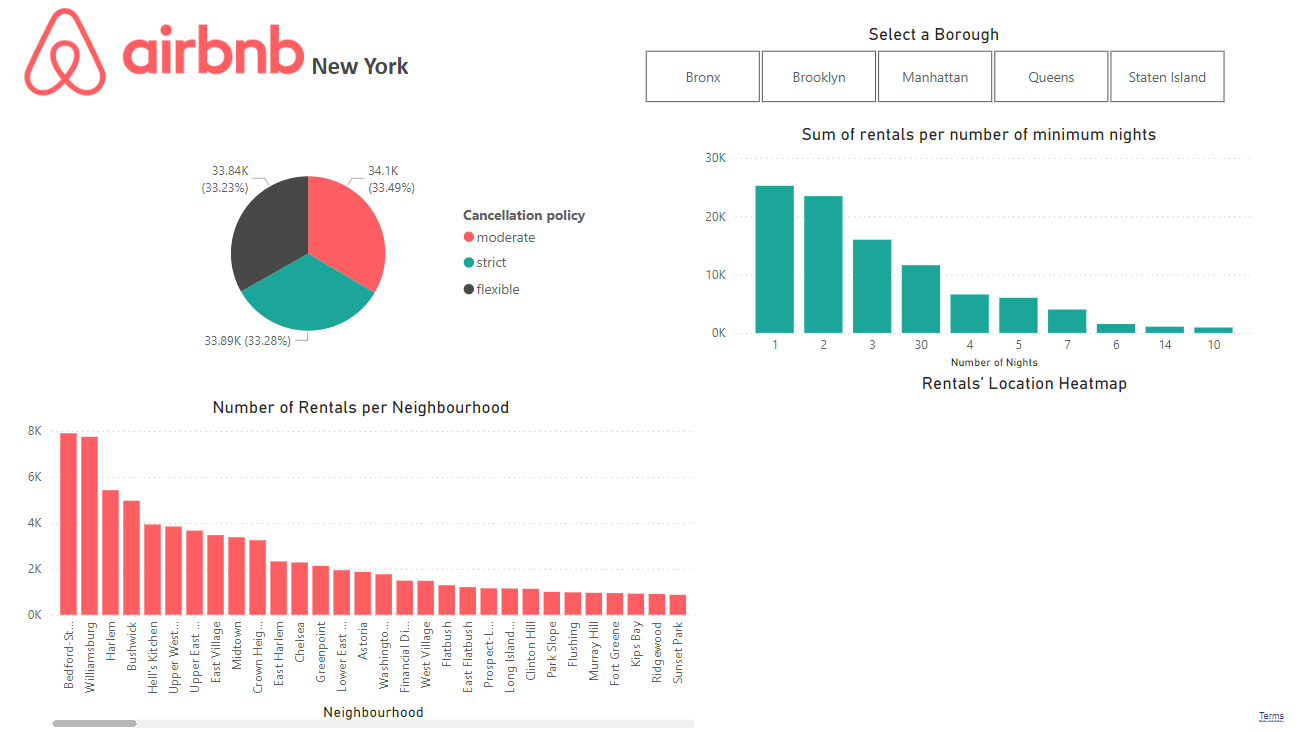 airbnb New York
Select a Borough
Bronx Brooklyn Manhattan Queens Staten Island
33.84K
(33.23%)
34.1K
(33.49%)
33.89K (33.28%)
Cancellation policy
moderate
strict
flexible
Sum of rentals per number of minimum nights
30K
20K
10K
0K
1 2 3 30 4 5 7 6 14 10
Number of Nights
Rentals' Location Heatmap
Number of Rentals per Neighbourhood
8K
6K
4K
2K
0K
Bedford-St...
Williamsburg
Harlem
Bushwick
Hell's Kitchen
Upper West...
Upper East ...
East Village
Midtown
Crown Heig...
East Harlem
Chelsea
Greenpoint
Lower East ...
Astoria
Washingto...
Financial Di...
West Village
Flatbush
East Flatbush
Prospect-L...
Long Island...
Clinton Hill
Park Slope
Flushing
Murray Hill
Fort Greene
Kips Bay
Ridgewood
Sunset Park
Neighbourhood
Terms